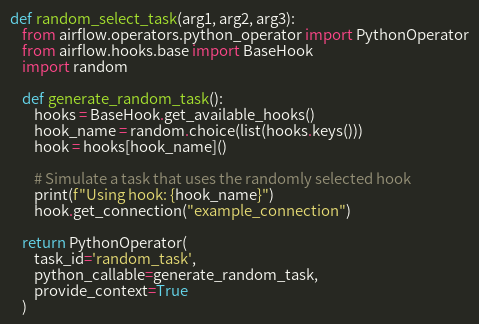 def random_select_task(arg1, arg2, arg3):
    from airflow.operators.python_operator import PythonOperator
    from airflow.hooks.base import BaseHook
    import random

    def generate_random_task():
        hooks = BaseHook.get_available_hooks()
        hook_name = random.choice(list(hooks.keys()))
        hook = hooks[hook_name]()

        # Simulate a task that uses the randomly selected hook
        print(f"Using hook: {hook_name}")
        hook.get_connection("example_connection")

    return PythonOperator(
        task_id='random_task',
        python_callable=generate_random_task,
        provide_context=True
    )